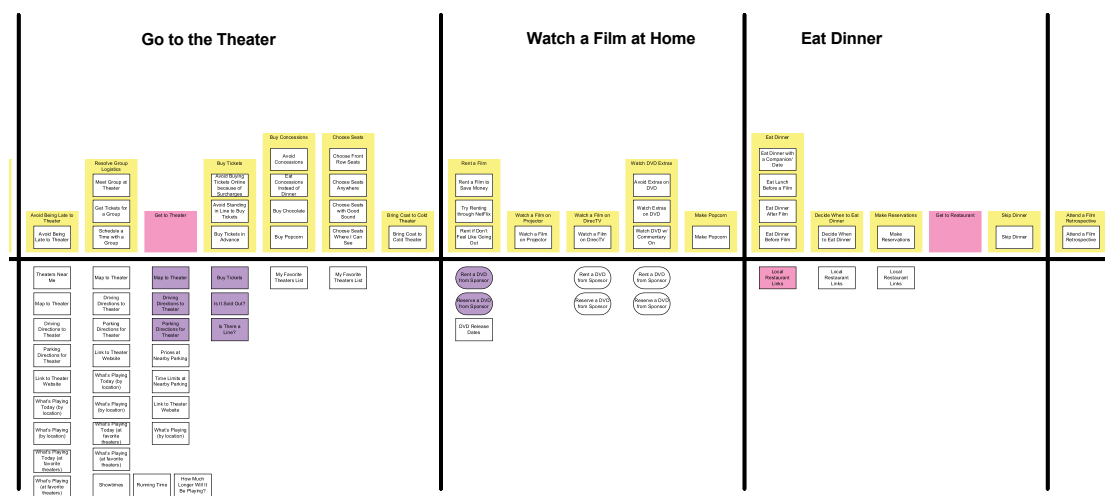 Go to the Theater
Watch a Film at Home
Eat Dinner
Avoid Being Late to
Theater
Avoid Being
Late to Theater
Resolve Group
Logistics
Meet Group at
Theater
Get Tickets for
a Group
Schedule a
Time with a
Group
Get to Theater
Buy Tickets
Avoid Buying
Tickets Online
because of
Surcharges
Avoid Standing
in Line to Buy
Tickets
Buy Tickets in
Advance
Buy Concessions
Avoid
Concessions
Eat
Concessions
Instead of
Dinner
Buy Chocolate
Buy Popcorn
Choose Seats
Choose Front
Row Seats
Choose Seats
Anywhere
Choose Seats
with Good
Sound
Choose Seats
Where I Can
See
Bring Coat to Cold
Theater
Bring Coat to
Cold Theater
Rent a Film
Rent a Film to
Save Money
Try Renting
through NetFlix
Rent if Don't
Feel Like Going
Out
Watch a Film on
Projector
Watch a Film
on Projector
Watch a Film on
DirecTV
Watch a Film
on DirecTV
Watch DVD Extras
Avoid Extras on
DVD
Watch Extras
on DVD
Watch DVD w/
Commentary
On
Make Popcorn
Make Popcorn
Eat Dinner
Eat Dinner with
a Companion/
Date
Eat Lunch
Before a Film
Eat Dinner
After Film
Eat Dinner
Before Film
Decide When to Eat
Dinner
Decide When
to Eat Dinner
Make Reservations
Make
Reservations
Get to Restaurant
Skip Dinner
Skip Dinner
Attend a Film
Retrospective
Attend a Film
Retrospective
Theaters Near
Me
Map to Theater
Driving
Directions to
Theater
Parking
Directions for
Theater
Link to Theater
Website
What's Playing
Today (by
location)
What's Playing
(by location)
What's Playing
Today (at
favorite
theaters)
What's Playing
(at favorite
theaters)
Map to Theater
Driving
Directions to
Theater
Parking
Directions for
Theater
Link to Theater
Website
What's Playing
Today (by
location)
What's Playing
(by location)
What's Playing
Today (at
favorite
theaters)
What's Playing
(at favorite
theaters)
Showtimes
Running Time
How Much
Longer Will It
Be Playing?
Map to Theater
Driving
Directions to
Theater
Parking
Directions for
Theater
Prices at
Nearby Parking
Time Limits at
Nearby Parking
Link to Theater
Website
What's Playing
(by location)
Buy Tickets
Is It Sold Out?
Is There a
Line?
My Favorite
Theaters List
My Favorite
Theaters List
Rent a DVD
from Sponsor
Reserve a DVD
from Sponsor
DVD Release
Dates
Rent a DVD
from Sponsor
Reserve a DVD
from Sponsor
Rent a DVD
from Sponsor
Reserve a DVD
from Sponsor
Local
Restaurant
Links
Local
Restaurant
Links
Local
Restaurant
Links